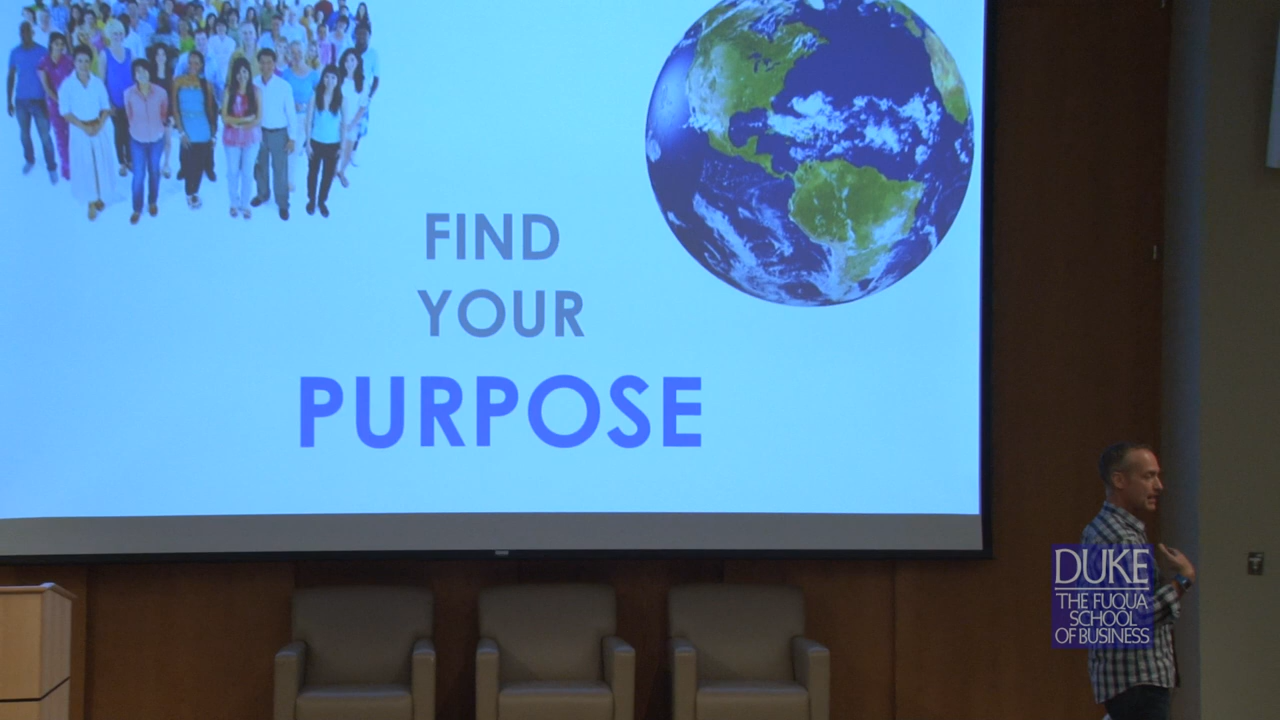 FIND
YOUR
PURPOSE
DUKE
THE FUQUA
SCHOOL
OF BUSINESS